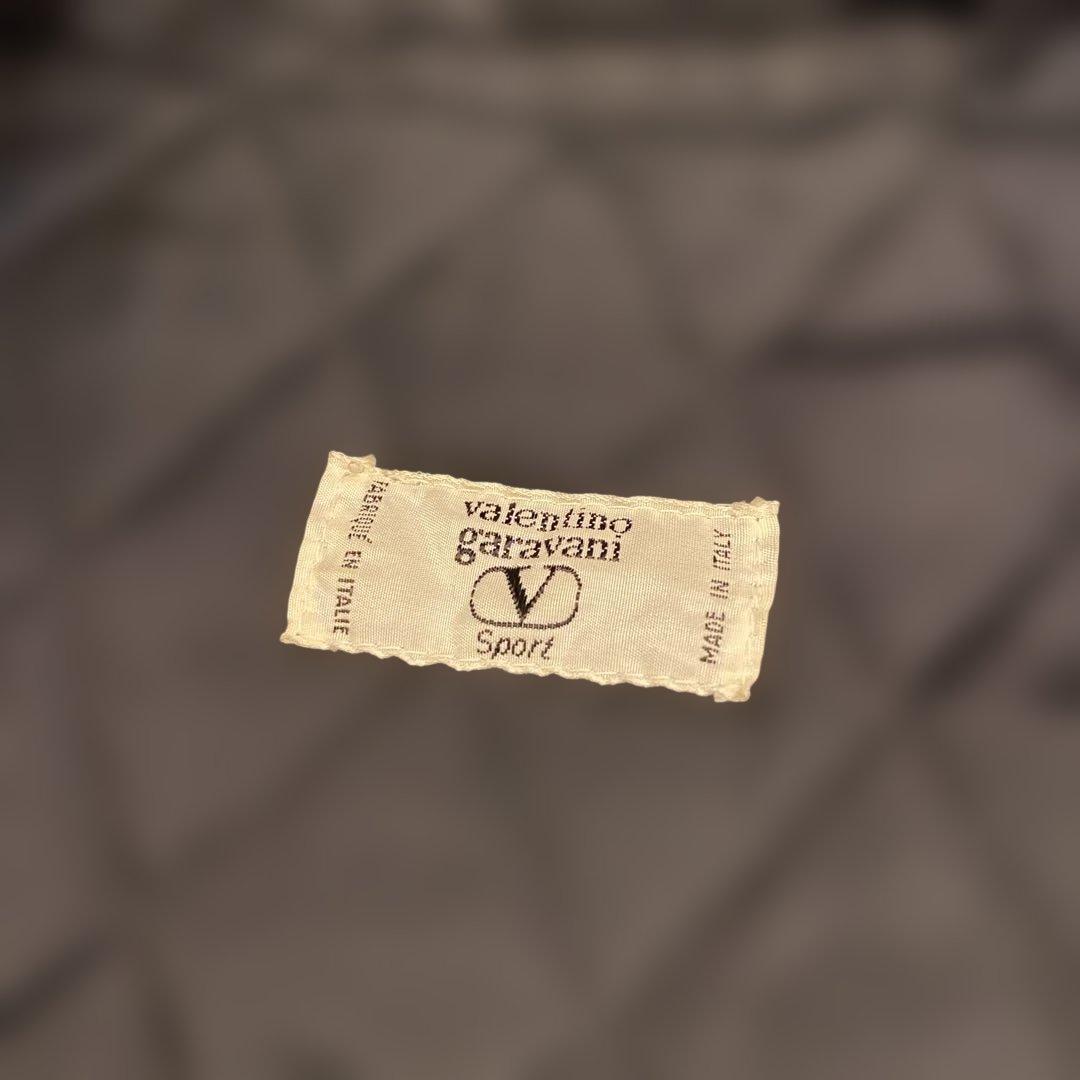 FABRIQUÉ EN ITALIE
valentino
garavani
V
Sport
MADE IN ITALY